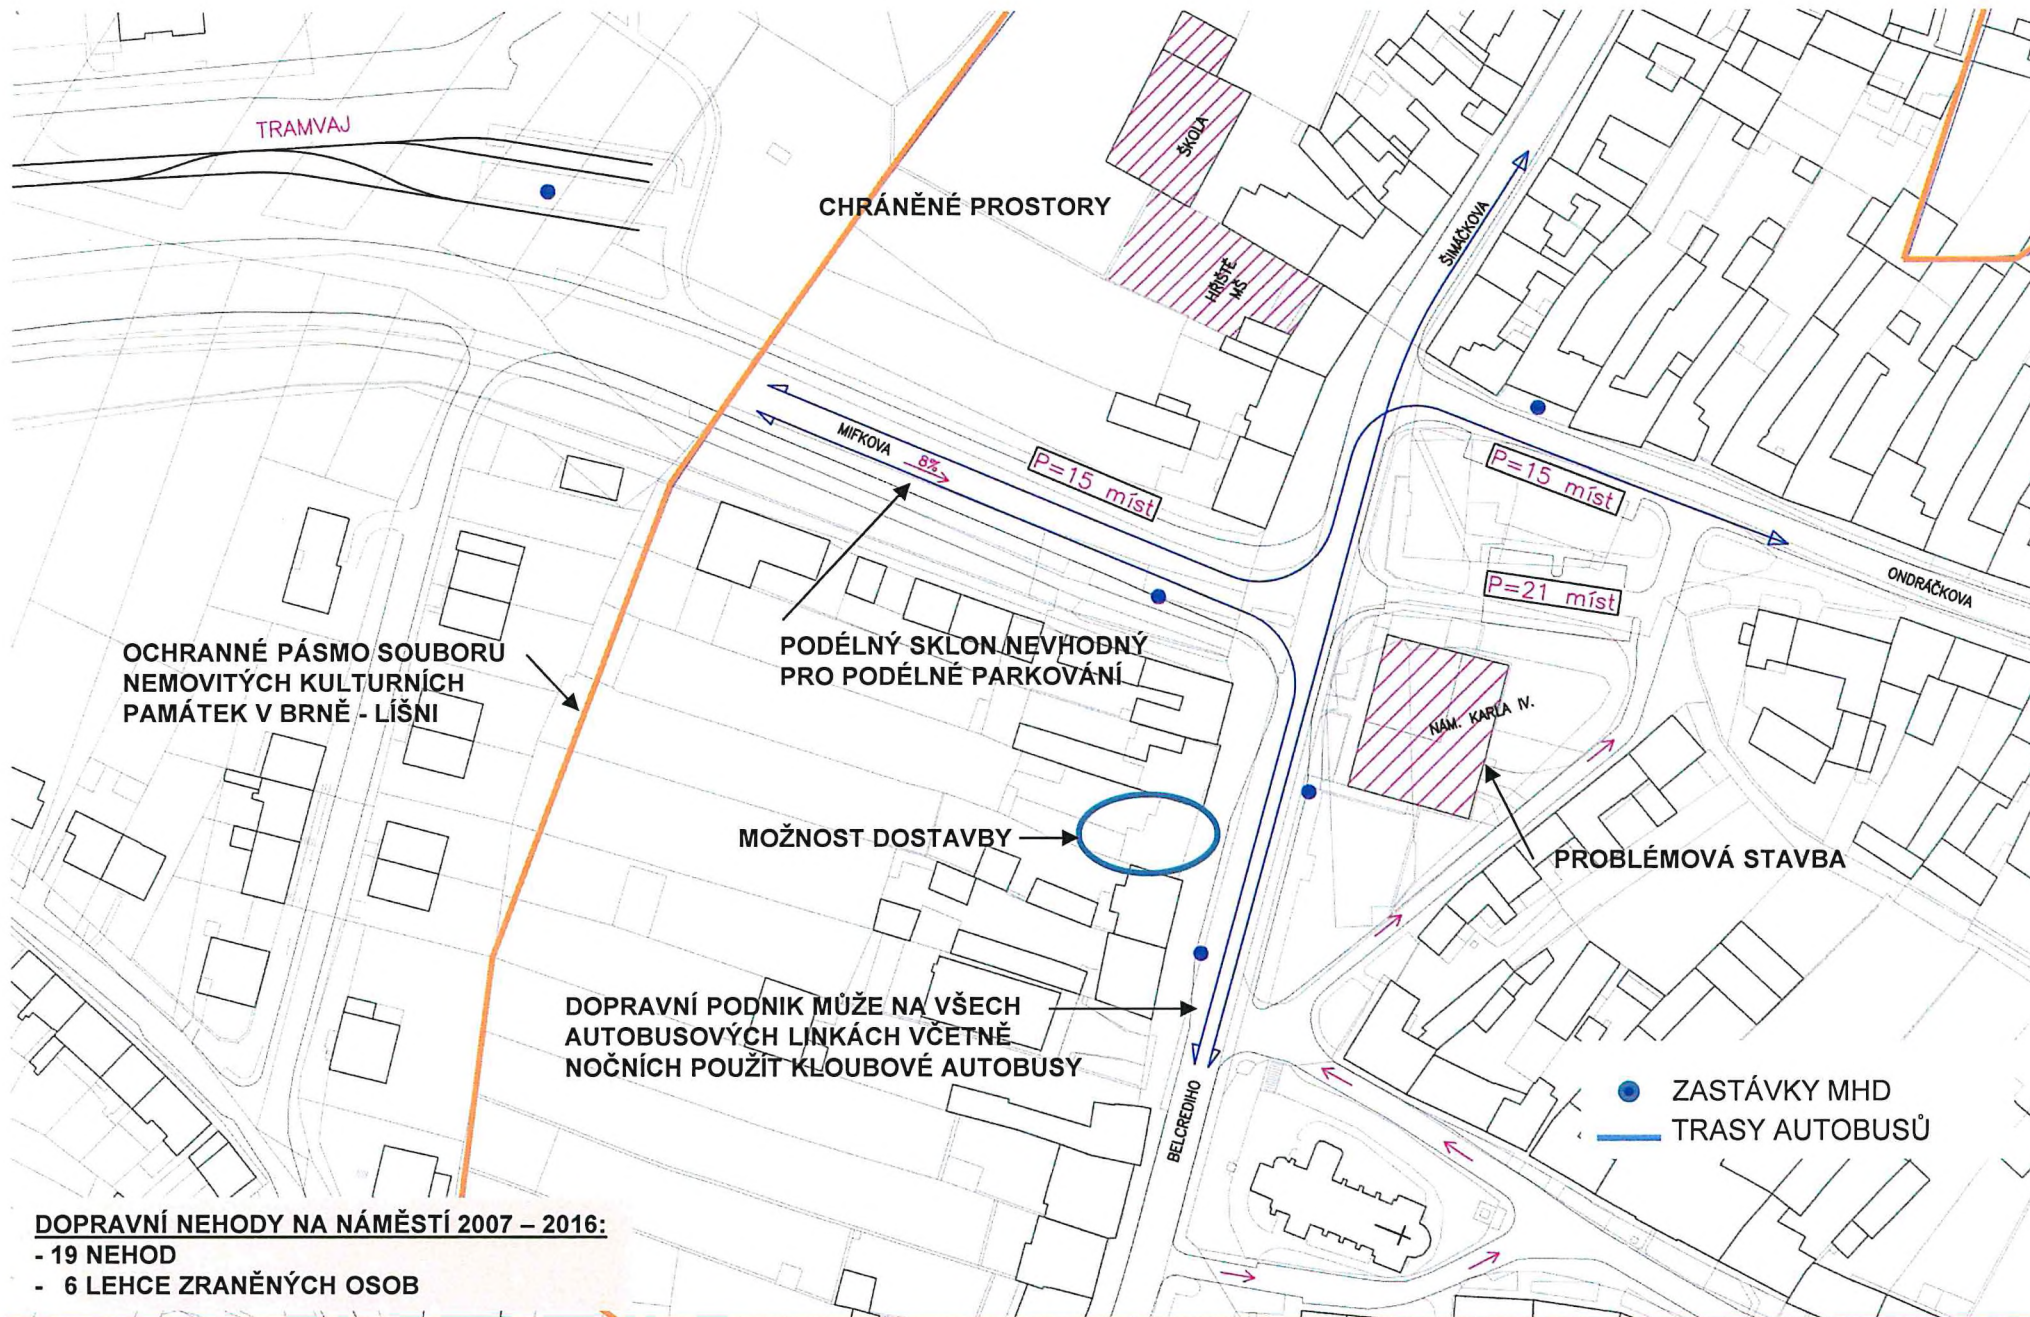 TRAMVAJ
ŠKOLA
CHRÁNĚNÉ PROSTORY
ŠIMÁČKOVA
HŘIŠTĚ
MŠ
MIFKOVA
8%
P=15 míst
P=15 míst
P=21 míst
ONDRÁČKOVA
OCHRANNÉ PÁSMO SOUBORU
NEMOVITÝCH KULTURNÍCH
PAMÁTEK V BRNĚ - LÍŠNI
PODÉLNÝ SKLON NEVHODNÝ
PRO PODÉLNÉ PARKOVÁNÍ
NÁM. KARLA IV.
MOŽNOST DOSTAVBY
PROBLÉMOVÁ STAVBA
DOPRAVNÍ PODNIK MŮŽE NA VŠECH
AUTOBUSOVÝCH LINKÁCH VČETNĚ
NOČNÍCH POUŽÍT KLOUBOVÉ AUTOBUSY
BELCREDIHO
ZASTÁVKY MHD
TRASY AUTOBUSŮ
DOPRAVNÍ NEHODY NA NÁMĚSTÍ 2007 – 2016:
- 19 NEHOD
- 6 LEHCE ZRANĚNÝCH OSOB